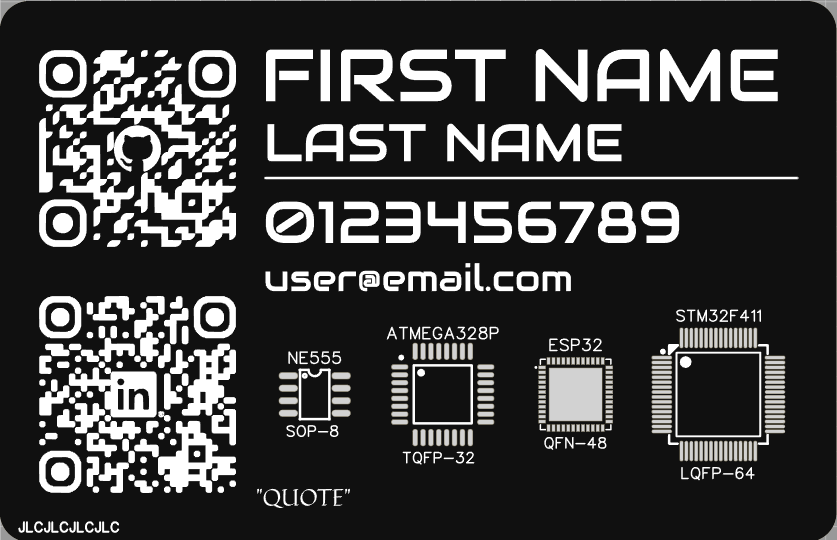 FIRST NAME
LAST NAME
0123456789
user@email.com
NE555
SOP-8
ATMEGA328P
TQFP-32
ESP32
QFN-48
STM32F411
LQFP-64
in
"QUOTE"
JLCJLCJLCJLC